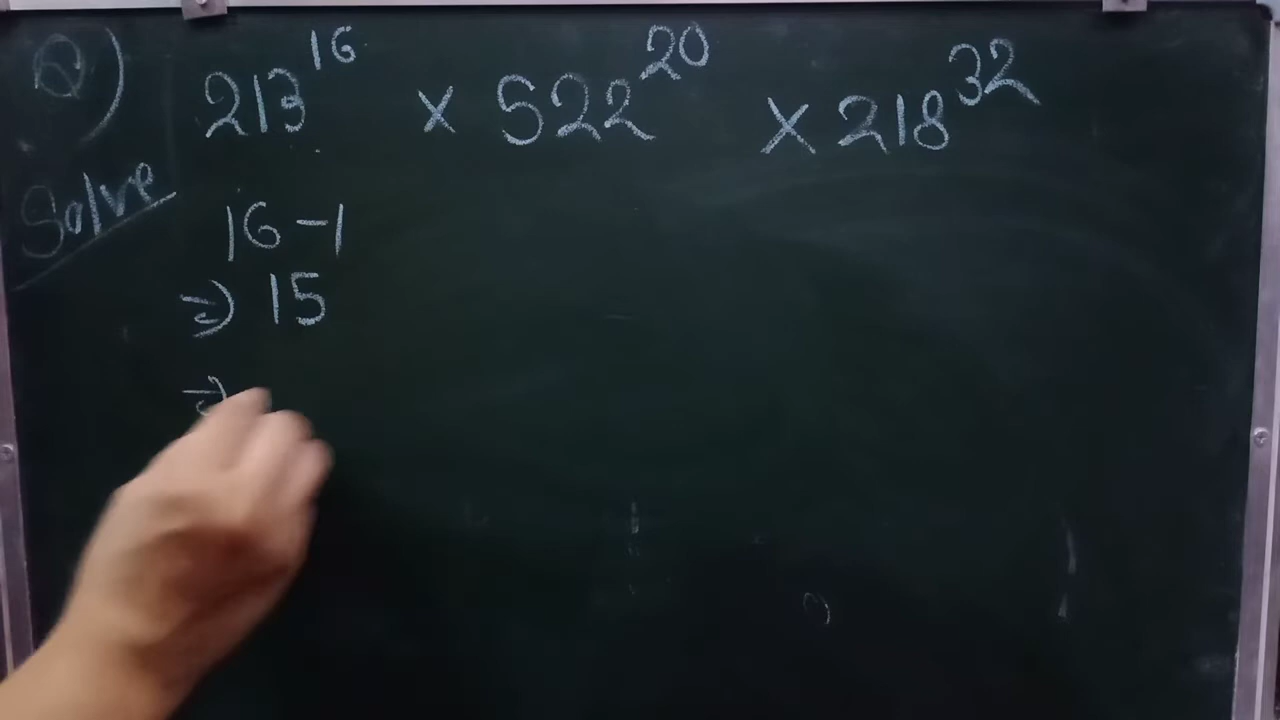 Q) 213^16 × 522^20 × 218^32
Solve
16-1
⇒ 15
⇒